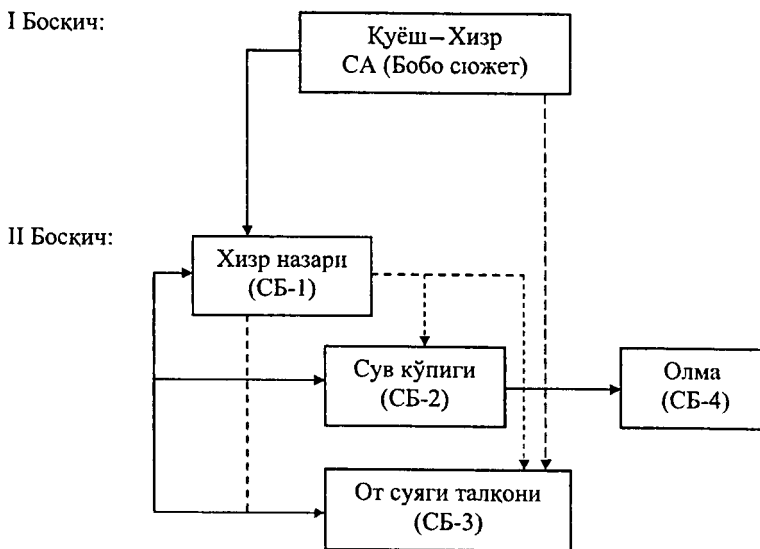 I Босқич:
Қуёш–Хизр
СА (Бобо сюжет)
II Босқич:
Хизр назари
(СБ-1)
Сув кўпиги
(СБ-2)
Олма
(СБ-4)
От суяги талқони
(СБ-3)